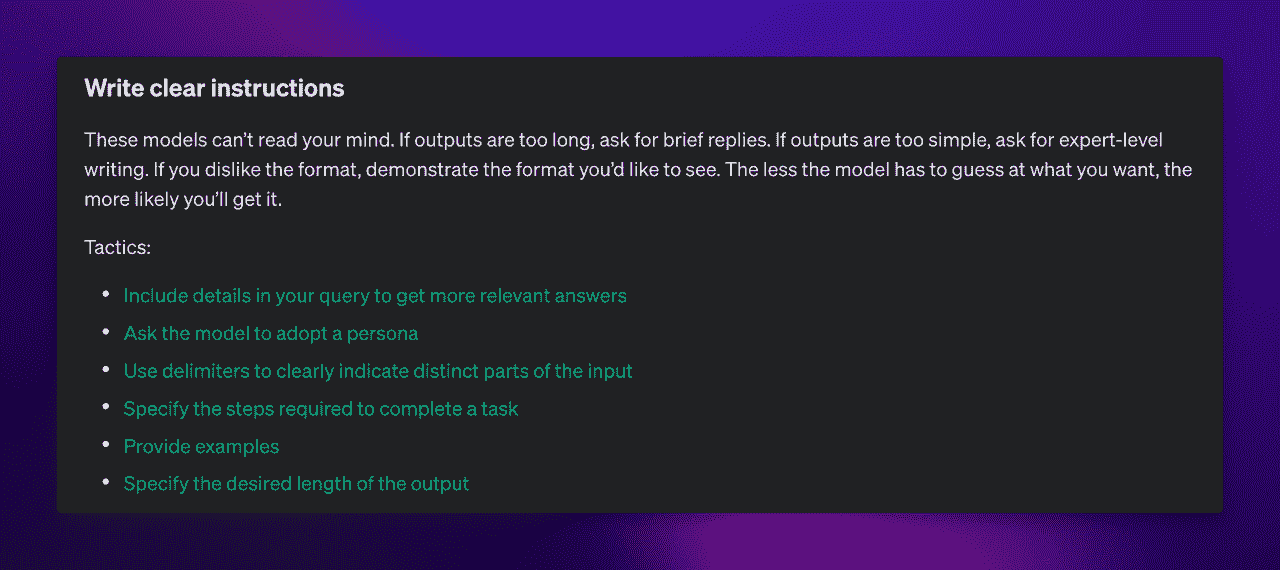 Write clear instructions
These models can’t read your mind. If outputs are too long, ask for brief replies. If outputs are too simple, ask for expert-level
writing. If you dislike the format, demonstrate the format you’d like to see. The less the model has to guess at what you want, the
more likely you’ll get it.
Tactics:
• Include details in your query to get more relevant answers
• Ask the model to adopt a persona
• Use delimiters to clearly indicate distinct parts of the input
• Specify the steps required to complete a task
• Provide examples
• Specify the desired length of the output